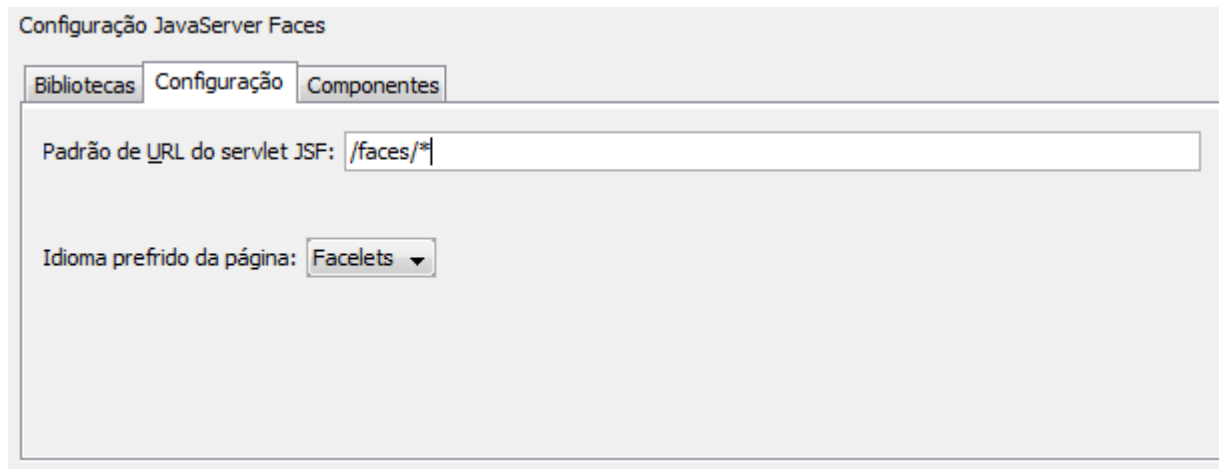 Configuração JavaServer Faces
Bibliotecas Configuração Componentes
Padrão de URL do servlet JSF: /faces/*
Idioma prefrido da página: Facelets